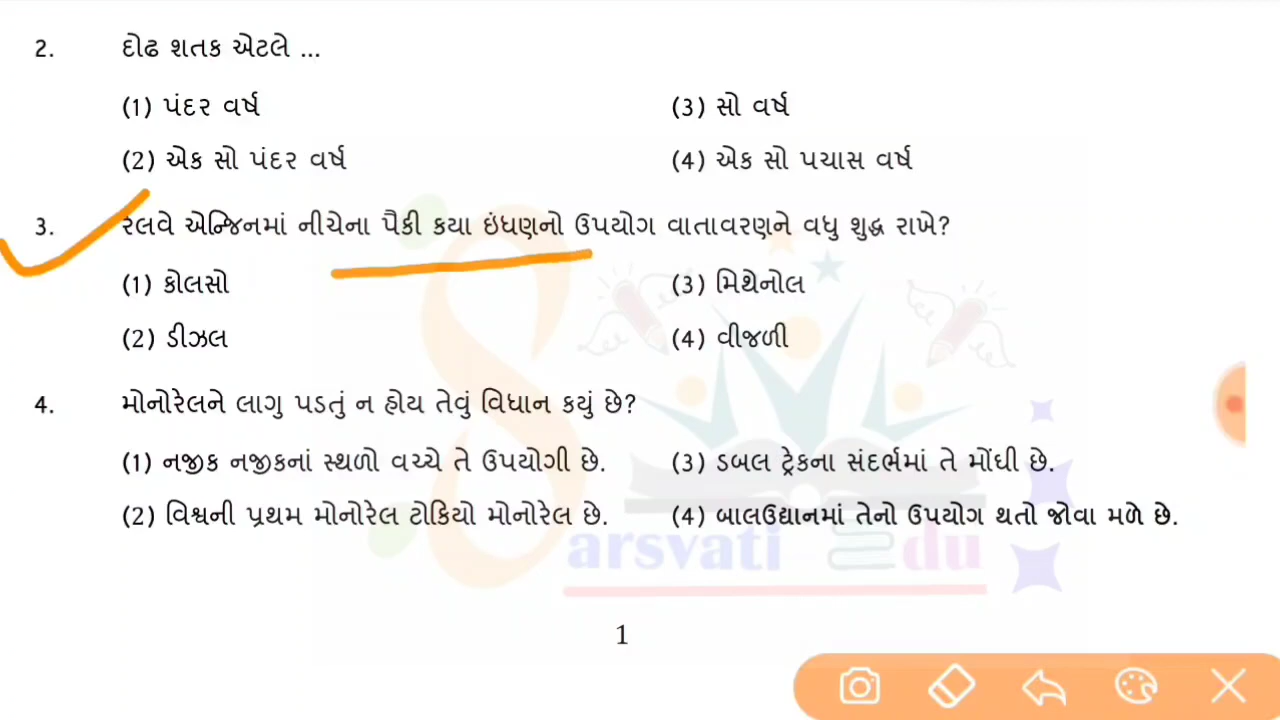 2. દોઢ શતક એટલે ...
(1) પંદર વર્ષ (3) સો વર્ષ
(2) એક સો પંદર વર્ષ (4) એક સો પચાસ વર્ષ
3. રેલવે એન્જિનમાં નીચેના પૈકી કયા ઇંધણનો ઉપયોગ વાતાવરણને વધુ શુદ્ધ રાખે?
(1) કોલસો (3) મિથેનોલ
(2) ડીઝલ (4) વીજળી
4. મોનોરેલને લાગુ પડતું ન હોય તેવું વિધાન કયું છે?
(1) નજીક નજીકનાં સ્થળો વચ્ચે તે ઉપયોગી છે. (3) ડબલ ટ્રેકના સંદર્ભમાં તે મોંઘી છે.
(2) વિશ્વની પ્રથમ મોનોરેલ ટોકિયો મોનોરેલ છે. (4) બાલઉદ્યાનમાં તેનો ઉપયોગ થતો જોવા મળે છે.
Sarsvati Edu
1